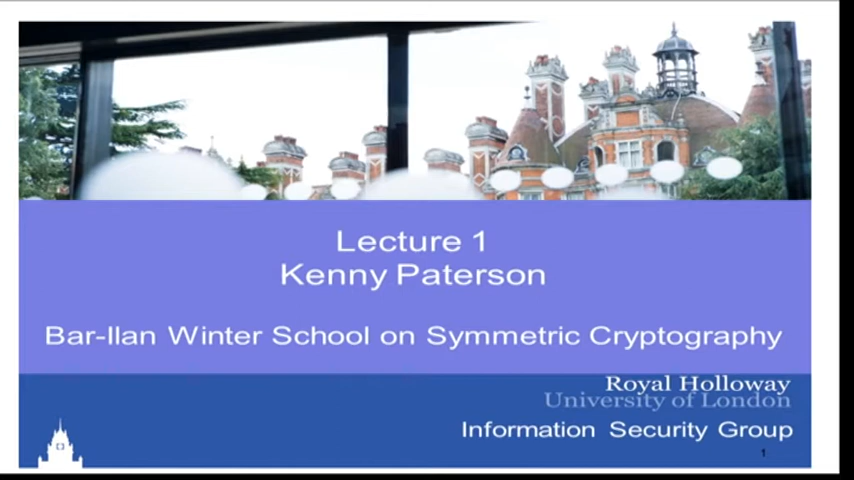 Lecture 1
Kenny Paterson
Bar-Ilan Winter School on Symmetric Cryptography
Royal Holloway
University of London
Information Security Group
1